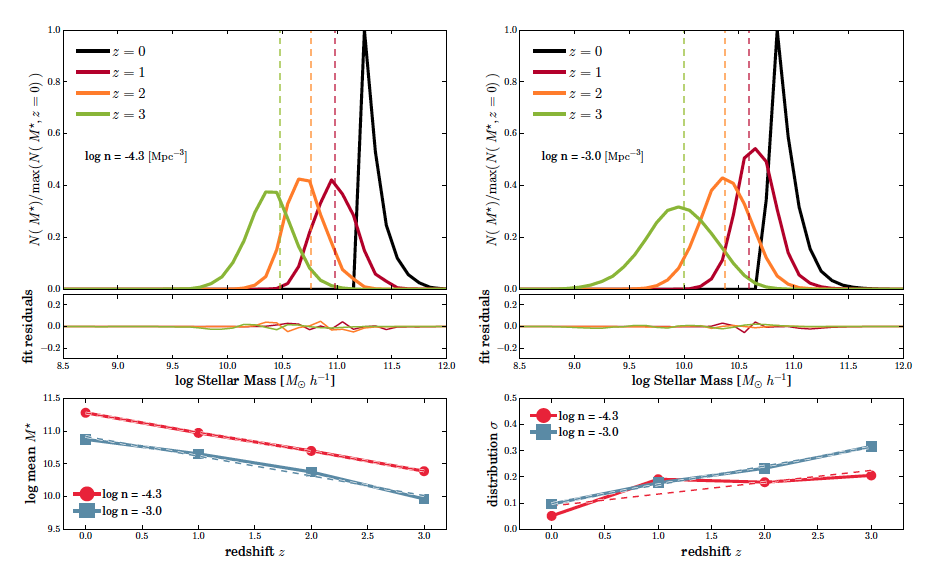 1.0
0.8
0.6
0.4
0.2
0.0
N( M*)/max(N( M*, z = 0) )
z = 0
z = 1
z = 2
z = 3
log n = -4.3 [Mpc⁻³]
0.2
0.0
−0.2
fit residuals
8.5 9.0 9.5 10.0 10.5 11.0 11.5 12.0
log Stellar Mass [M⊙ h⁻¹]
1.0
0.8
0.6
0.4
0.2
0.0
N( M*)/max(N( M*, z = 0) )
z = 0
z = 1
z = 2
z = 3
log n = -3.0 [Mpc⁻³]
0.2
0.0
−0.2
fit residuals
8.5 9.0 9.5 10.0 10.5 11.0 11.5 12.0
log Stellar Mass [M⊙ h⁻¹]
11.5
11.0
10.5
10.0
9.5
log mean M*
log n = -4.3
log n = -3.0
0.0 0.5 1.0 1.5 2.0 2.5 3.0
redshift z
0.5
0.4
0.3
0.2
0.1
0.0
distribution σ
log n = -4.3
log n = -3.0
0.0 0.5 1.0 1.5 2.0 2.5 3.0
redshift z